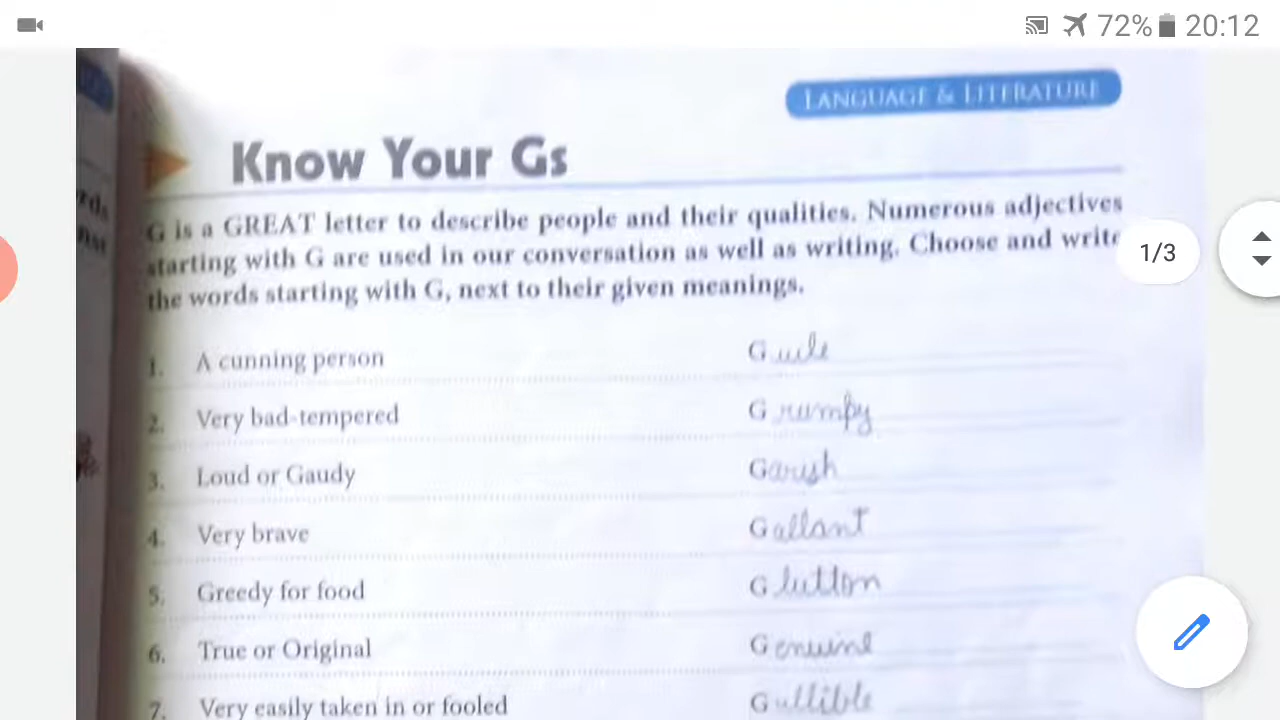 72% 20:12
LANGUAGE & LITERATURE
Know Your Gs
G is a GREAT letter to describe people and their qualities. Numerous adjectives
starting with G are used in our conversation as well as writing. Choose and write
1/3
the words starting with G, next to their given meanings.
1. A cunning person Guile
2. Very bad-tempered Grumpy
3. Loud or Gaudy Garish
4. Very brave Gallant
5. Greedy for food Glutton
6. True or Original Genuine
7. Very easily taken in or fooled Gullible